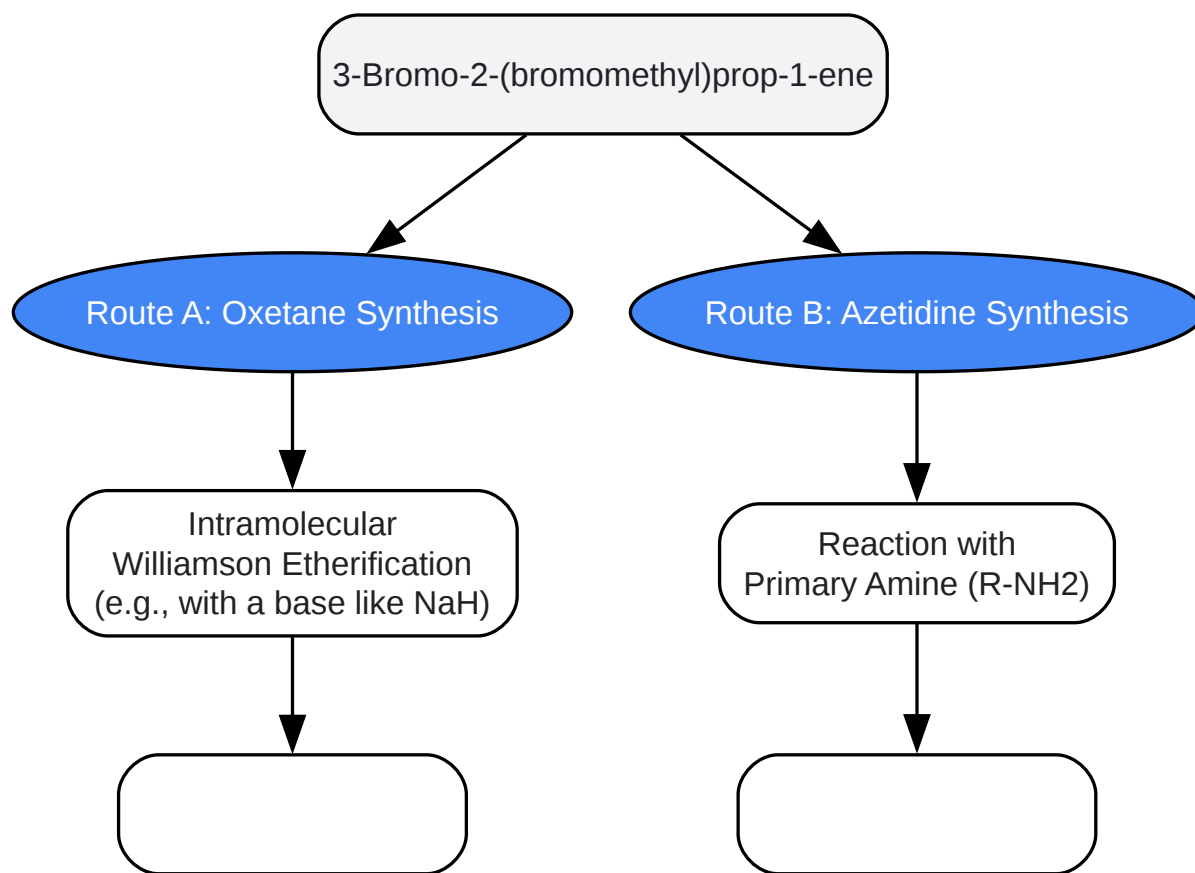 3-Bromo-2-(bromomethyl)prop-1-ene
Route A: Oxetane Synthesis
Route B: Azetidine Synthesis
Intramolecular
Williamson Etherification
(e.g., with a base like NaH)
Reaction with
Primary Amine (R-NH2)